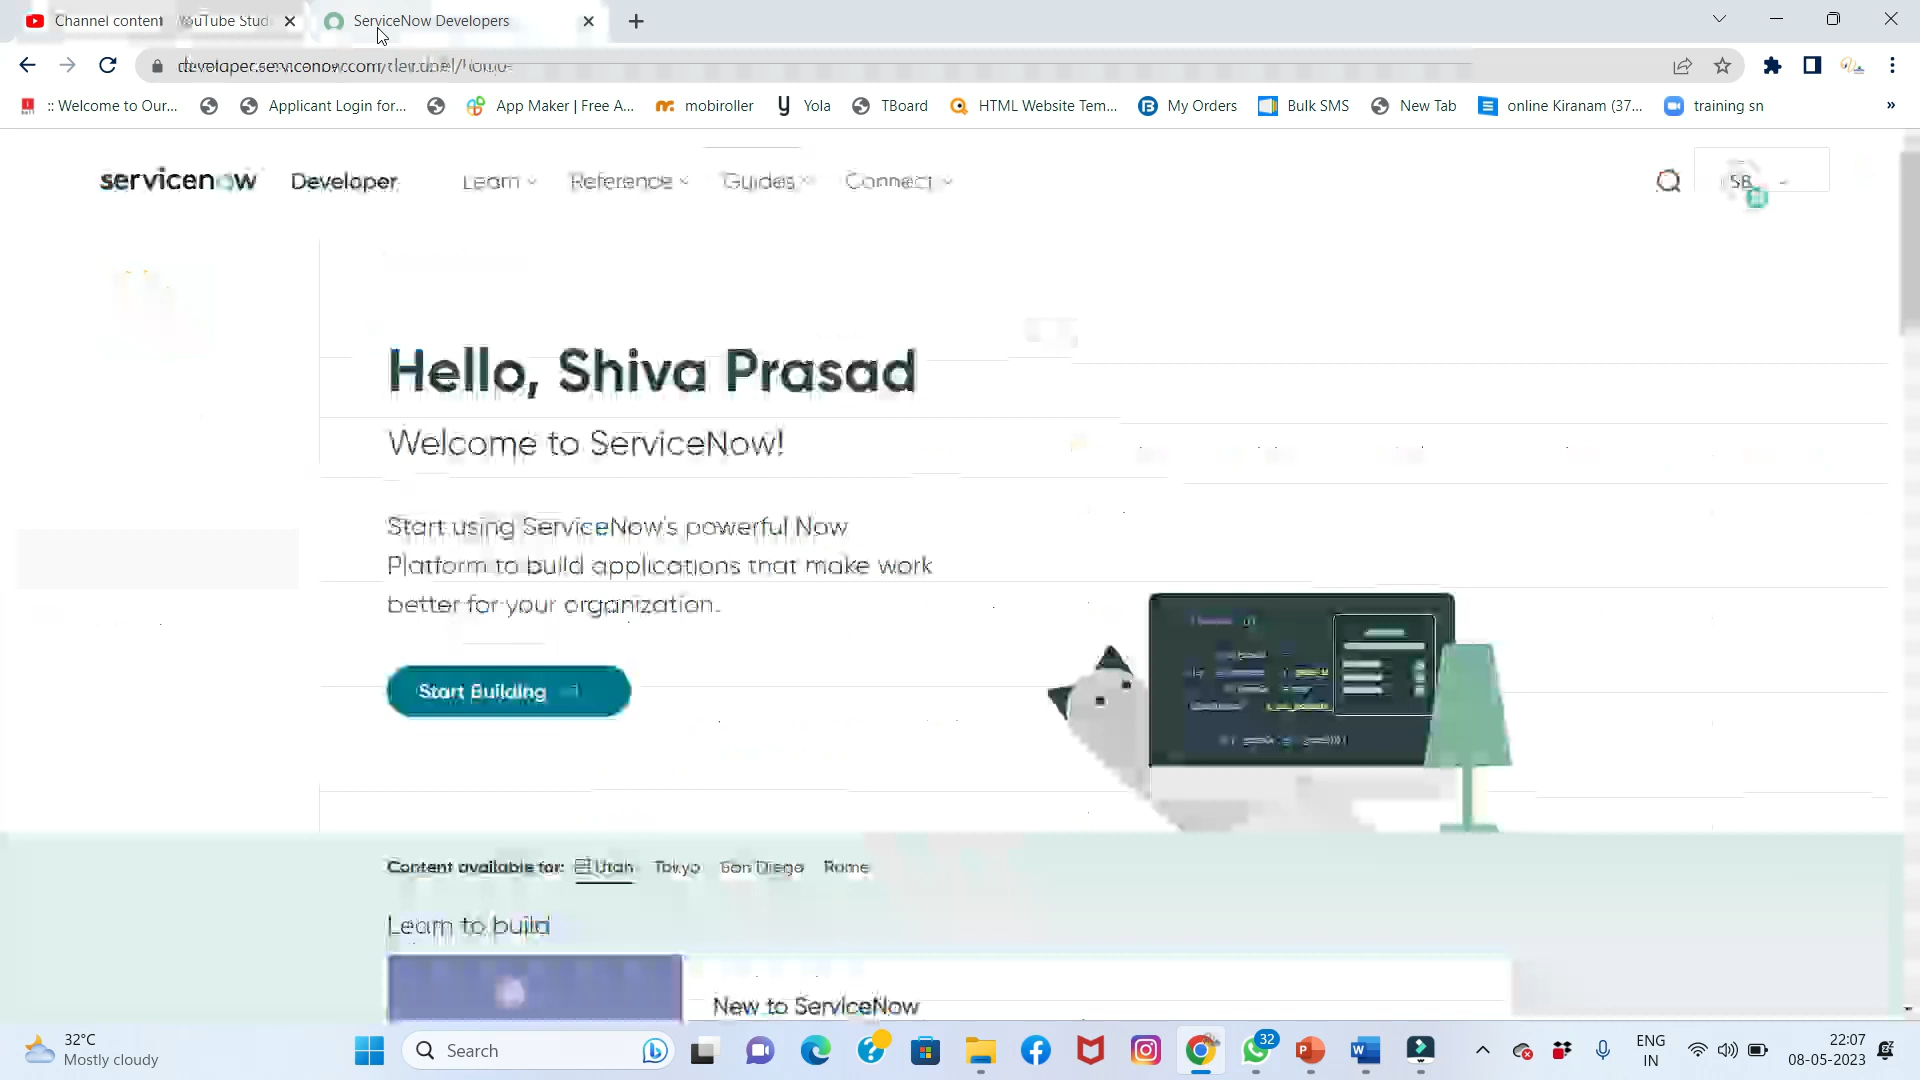 Channel content
ServiceNow Developers
:: Welcome to Our...
Applicant Login for...
App Maker | Free A...
mobiroller
Yola
TBoard
HTML Website Tem...
My Orders
Bulk SMS
New Tab
online Kiranam (37...
training sn
»
servicenow Developer
Learn
Reference
Guides
Connect
SB
Hello, Shiva Prasad
Welcome to ServiceNow!
Start using ServiceNow's powerful Now
Platform to build applications that make work
better for your organization.
Start Building
Content available for: Utah Tokyo San Diego Rome
Learn to build
New to ServiceNow
32°C
Mostly cloudy
Search
32
ENG
IN
22:07
08-05-2023